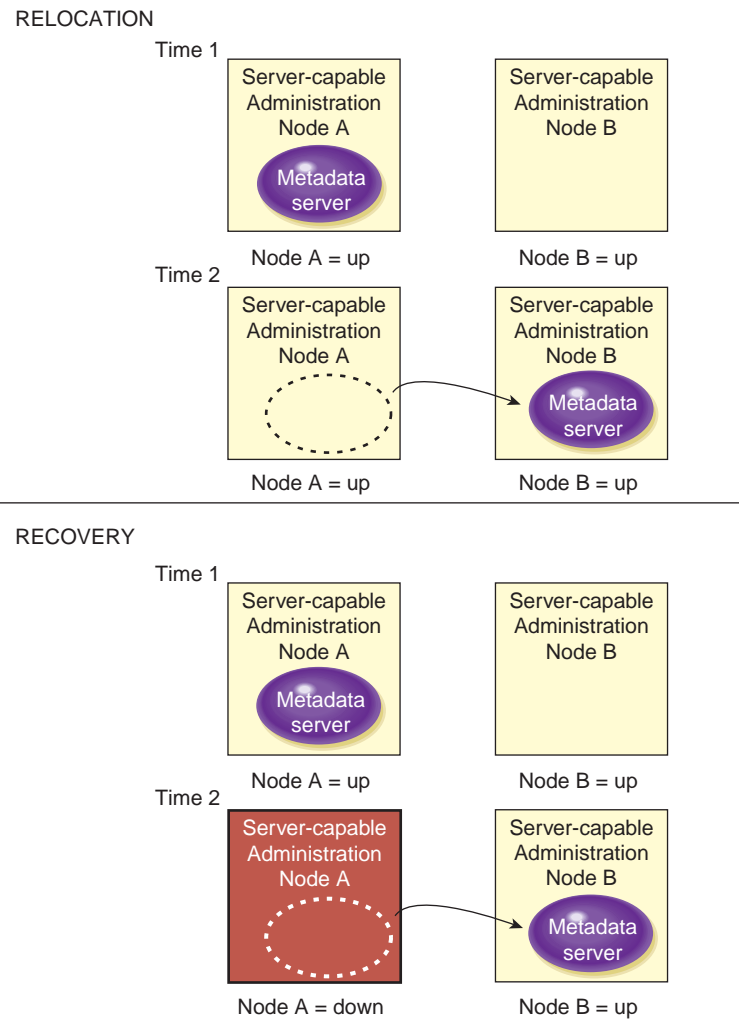 RELOCATION
Time 1
Server-capable
Administration
Node A
Metadata
server
Node A = up
Server-capable
Administration
Node B
Node B = up
Time 2
Server-capable
Administration
Node A
Node A = up
Server-capable
Administration
Node B
Metadata
server
Node B = up
RECOVERY
Time 1
Server-capable
Administration
Node A
Metadata
server
Node A = up
Server-capable
Administration
Node B
Node B = up
Time 2
Server-capable
Administration
Node A
Node A = down
Server-capable
Administration
Node B
Metadata
server
Node B = up